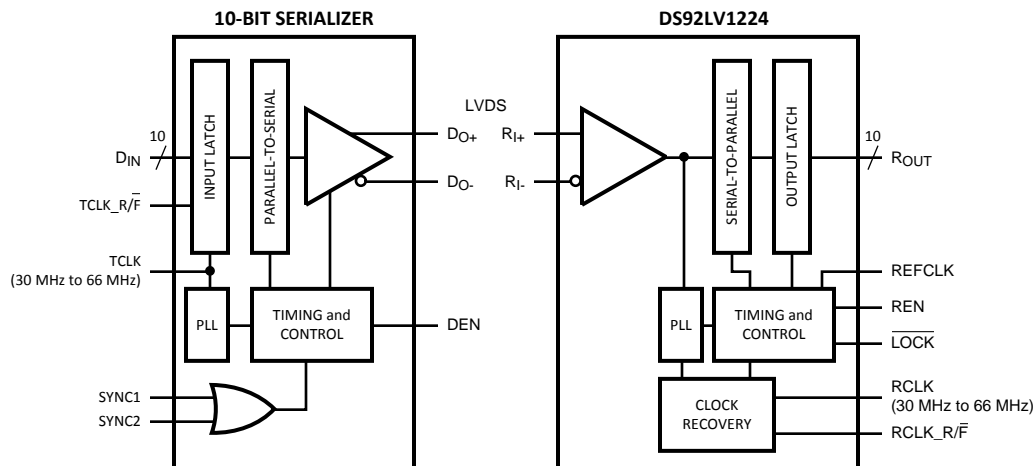 10-BIT SERIALIZER
DS92LV1224
LVDS
10
DIN
TCLK_R/F̅
TCLK
(30 MHz to 66 MHz)
SYNC1
SYNC2
INPUT LATCH
PARALLEL-TO-SERIAL
PLL
TIMING and
CONTROL
DO+
DO-
DEN
RI+
RI-
SERIAL-TO-PARALLEL
OUTPUT LATCH
PLL
TIMING and
CONTROL
CLOCK
RECOVERY
10
ROUT
REFCLK
REN
L̅O̅C̅K̅
RCLK
(30 MHz to 66 MHz)
RCLK_R/F̅